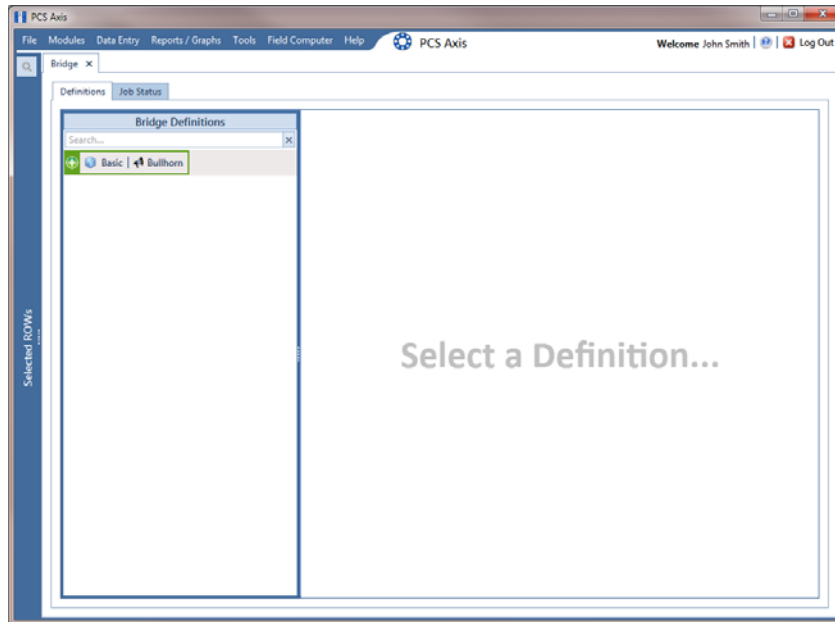 PCS Axis
File Modules Data Entry Reports / Graphs Tools Field Computer Help PCS Axis Welcome John Smith | | Log Out
Bridge
Definitions Job Status
Bridge Definitions
Search...
Basic | Bullhorn
Selected ROWs
Select a Definition...